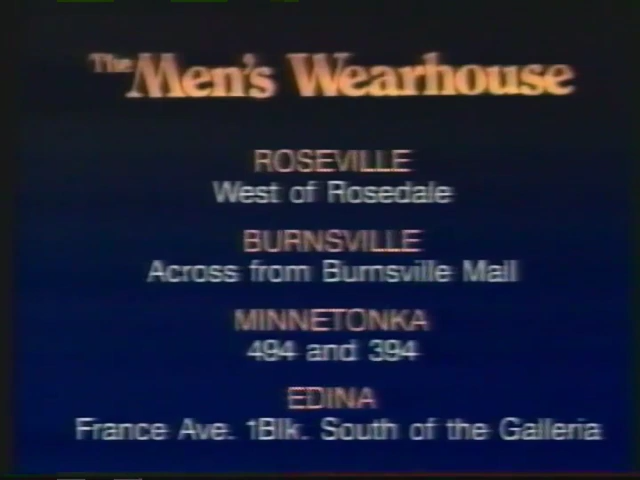 The Men's Wearhouse
ROSEVILLE
West of Rosedale
BURNSVILLE
Across from Burnsville Mall
MINNETONKA
494 and 394
EDINA
France Ave. 1Blk. South of the Galleria